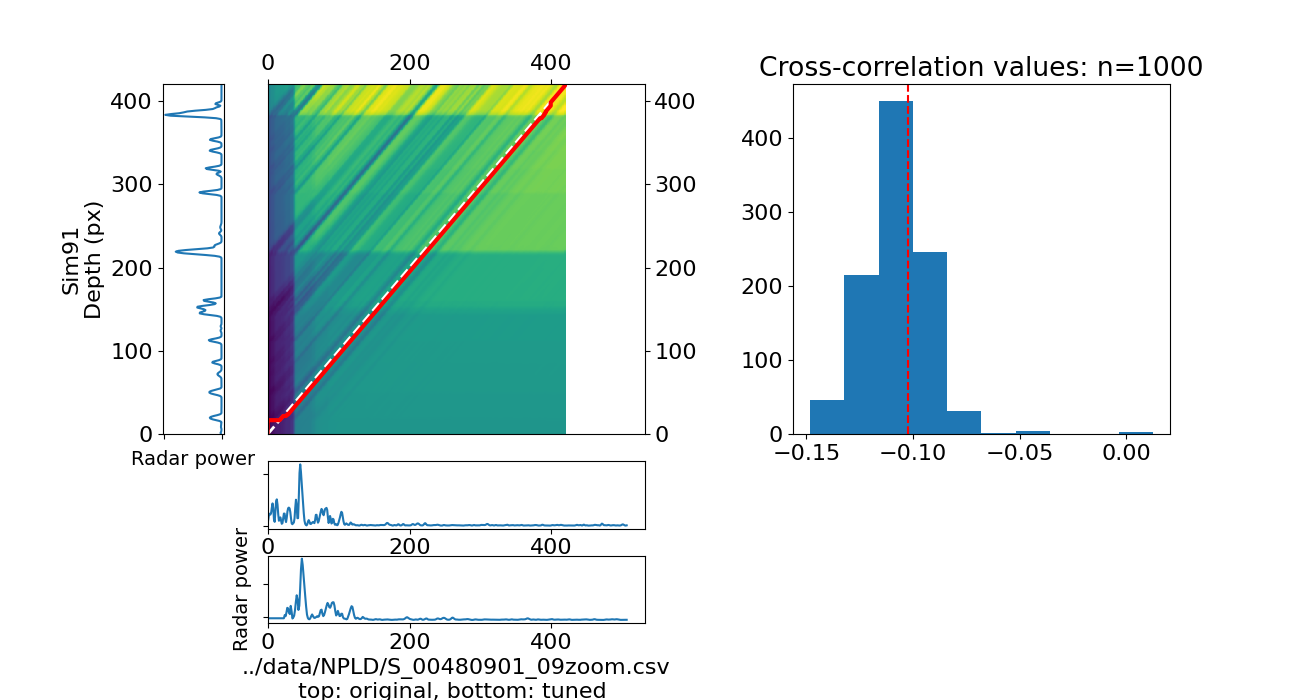 0 200 400
Cross-correlation values: n=1000
400
300
200
100
0
Sim91
Depth (px)
400
300
200
100
0
400
300
200
100
0
−0.15 −0.10 −0.05 0.00
Radar power
0 200 400
Radar power
0 200 400
../data/NPLD/S_00480901_09zoom.csv
top: original, bottom: tuned